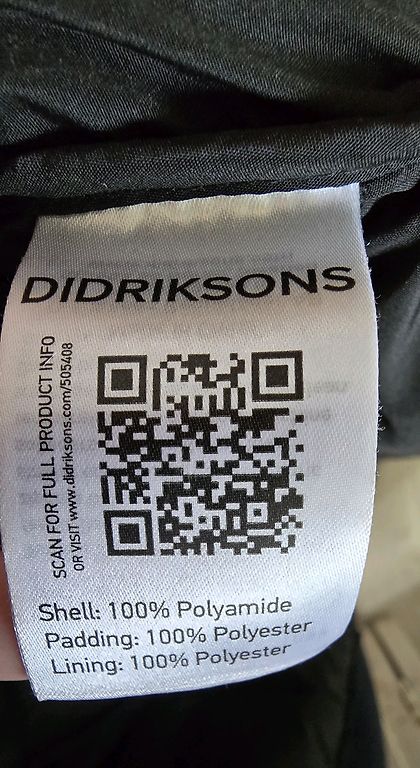 DIDRIKSONS
SCAN FOR FULL PRODUCT INFO
OR VISIT www.didriksons.com/505408
Shell: 100% Polyamide
Padding: 100% Polyester
Lining: 100% Polyester